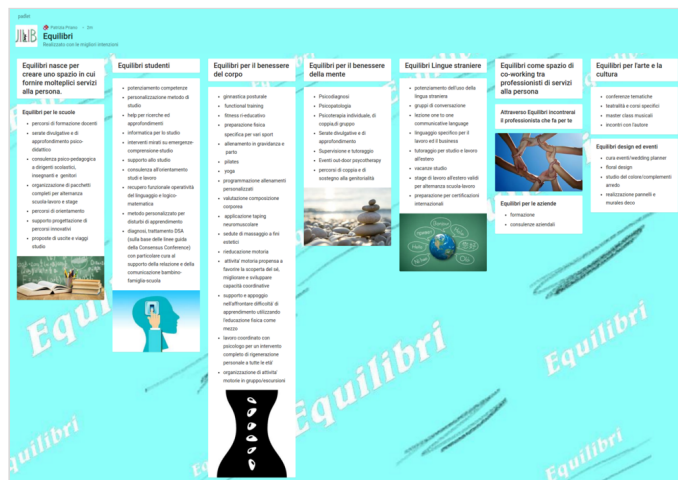 padlet
Patrizia Prosor
2m
Equilibri
Realizzato con le migliori intenzioni
Equilibri nasce per
creare uno spazio in cui
fornire molteplici servizi
alla persona.
Equilibri per le scuole
percorsi di formazione docenti
serate divulgative e di
approfondimento psico-
didattico
consulenza psico-pedagogica
a dirigenti scolastici,
insegnanti e genitori
organizzazione di pacchetti
completi per alternanza
scuola-lavoro e stage
percorsi di orientamento
supporto progettazione di
percorsi innovativi
proposte di uscite e viaggi
studio
Equilibri studenti
potenziamento competenze
personalizzazione metodo di
studio
help per ricerche ed
approfondimenti
informatica per lo studio
interventi mirati su emergenze-
comprensione-studio
supporto allo studio
consulenza all'orientamento
studi e lavoro
recupero funzionale operatività
del linguaggio e logico-
matematica
metodo personalizzato per
disturbi di apprendimento
diagnosi, trattamento DSA
(sulla base delle linee guida
della Consensus Conference)
con particolare cura al
supporto della relazione e della
comunicazione bambino-
famiglia-scuola
Equilibri per il benessere
del corpo
ginnastica posturale
functional training
fitness ri-educativo
preparazione fisica
specifica per vari sport
allenamento in gravidanza e
parto
pilates
yoga
programmazione allenamenti
personalizzati
valutazione composizione
corporea
applicazione taping
neuromuscolare
sedute di massaggio a fini
estetici
rieducazione motoria
attivita' motoria propensa a
favorire la scoperta del sè,
migliorare e sviluppare
capacità coordinative
supporto e appoggio
nell'affrontare difficolta' di
apprendimento utilizzando
l'educazione fisica come
mezzo
lavoro coordinato con
psicologo per un intervento
completo di rigenerazione
personale a tutte le eta'
organizzazione di attivita'
motorie in gruppo/escursioni
Equilibri per il benessere
della mente
Psicodiagnosi
Psicopatologia
Psicoterapia individuale, di
coppia,di gruppo
Serate divulgative e di
approfondimento
Supervisione e tutoraggio
Eventi out-door psycotherapy
percorsi di coppia e di
sostegno alla genitorialità
Equilibri Lingue straniere
potenziamento dell'uso della
lingua straniera
gruppi di conversazione
lezione one to one
communicative language
linguaggio specifico per il
lavoro ed il business
tutoraggio per studio e lavoro
all'estero
vacanze studio
stage di lavoro all'estero validi
per alternanza scuola-lavoro
preparazione per certificazioni
internazionali
Equilibri come spazio di
co-working tra
professionisti di servizi
alla persona
Attraverso Equilibri incontrerai
il professionista che fa per te
Equilibri per le aziende
formazione
consulenze aziendali
Equilibri per l'arte e la
cultura
conferenze tematiche
teatralità e corsi specifici
master class musicali
incontri con l'autore
Equilibri design ed eventi
cura eventi/wedding planner
floral design
studio del colore/complementi
arredo
realizzazione pannelli e
murales deco
Equilibri
Equilibri
Equilibri
Equilibri
Equilibri